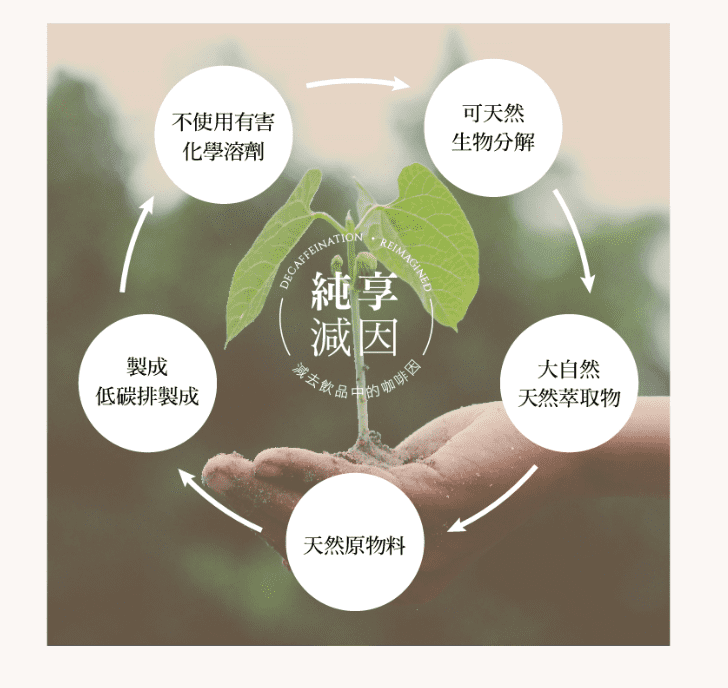 不使用有害
化學溶劑
可天然
生物分解
DECAFFEINATION • REIMAGINED
純享
減因
減去飲品中的咖啡因
製成
低碳排製成
大自然
天然萃取物
天然原物料